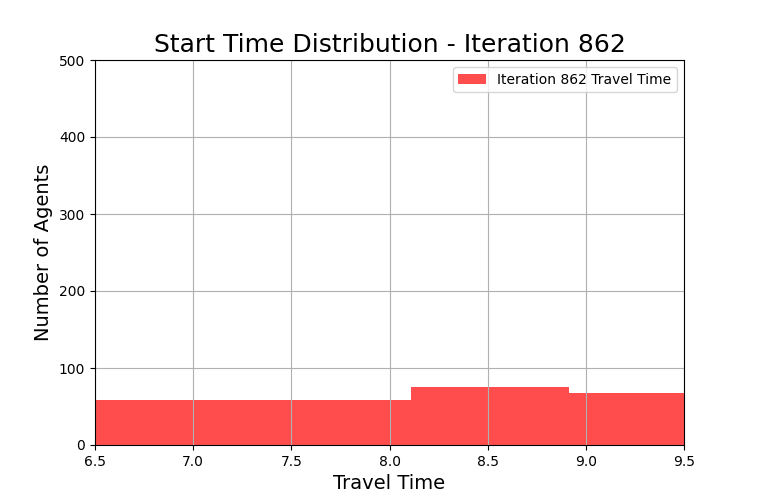 Start Time Distribution - Iteration 862
Iteration 862 Travel Time
Number of Agents
500
400
300
200
100
0
6.5 7.0 7.5 8.0 8.5 9.0 9.5
Travel Time